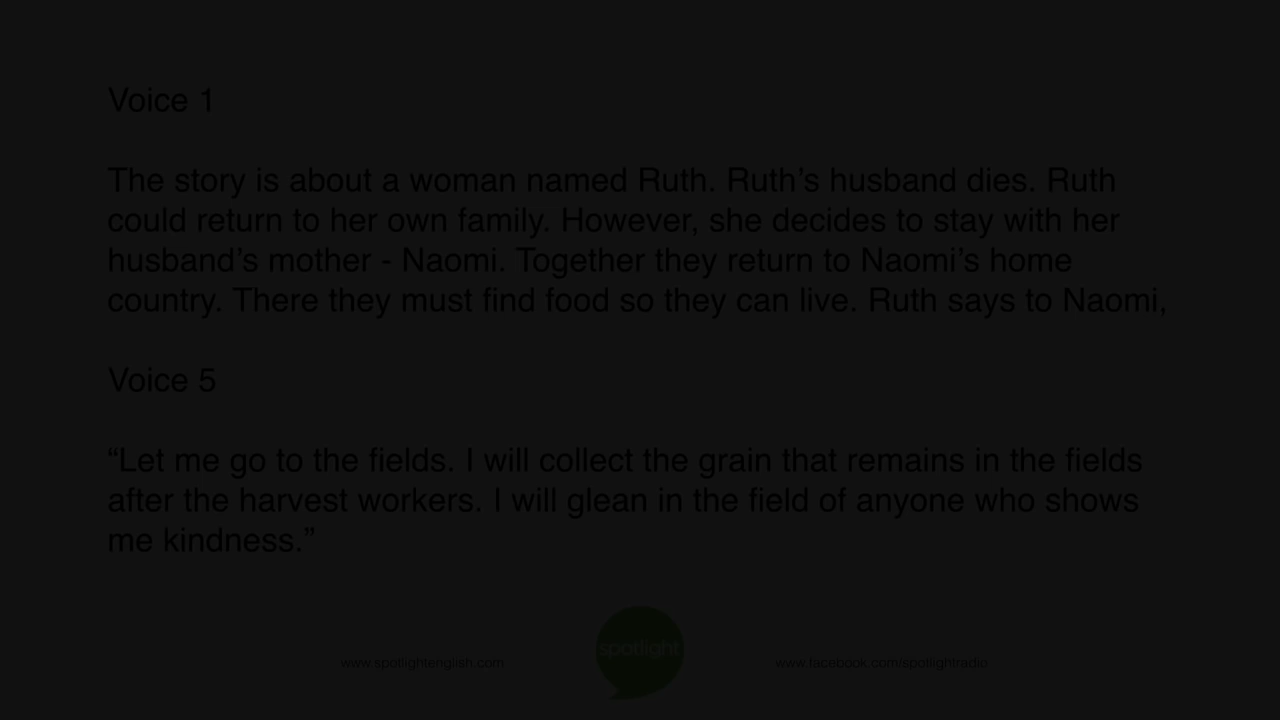 Voice 1
The story is about a woman named Ruth. Ruth’s husband dies. Ruth
could return to her own family. However, she decides to stay with her
husband’s mother - Naomi. Together they return to Naomi’s home
country. There they must find food so they can live. Ruth says to Naomi,
Voice 5
“Let me go to the fields. I will collect the grain that remains in the fields
after the harvest workers. I will glean in the field of anyone who shows
me kindness.”
spotlight
www.spotlightenglish.com
www.facebook.com/spotlightradio